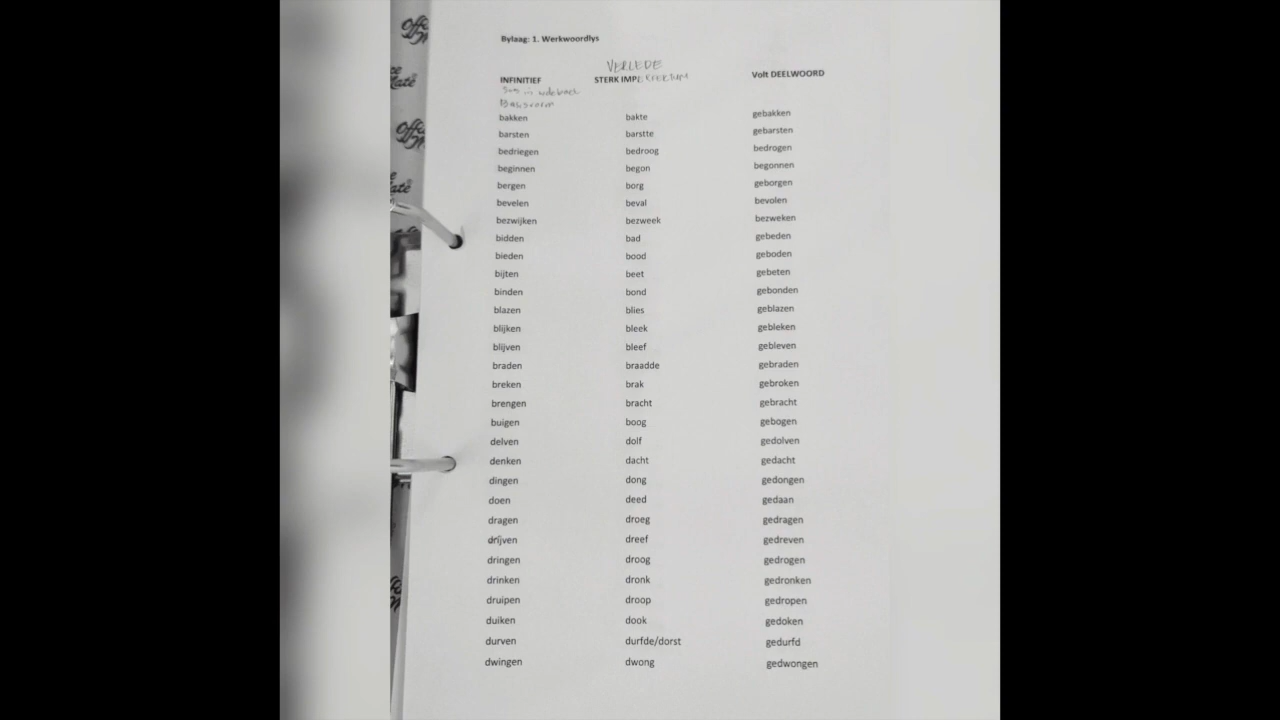 Bylaag: 1. Werkwoordlys
VERLEDE
INFINITIEF STERK IMPERFEKTUM Volt DEELWOORD
Basisvorm
bakken bakte gebakken
barsten barstte gebarsten
bedriegen bedroog bedrogen
beginnen begon begonnen
bergen borg geborgen
bevelen beval bevolen
bezwijken bezweek bezweken
bidden bad gebeden
bieden bood geboden
bijten beet gebeten
binden bond gebonden
blazen blies geblazen
blijken bleek gebleken
blijven bleef gebleven
braden braadde gebraden
breken brak gebroken
brengen bracht gebracht
buigen boog gebogen
delven dolf gedolven
denken dacht gedacht
dingen dong gedongen
doen deed gedaan
dragen droeg gedragen
drijven dreef gedreven
dringen droog gedrogen
drinken dronk gedronken
druipen droop gedropen
duiken dook gedoken
durven durfde/dorst gedurfd
dwingen dwong gedwongen